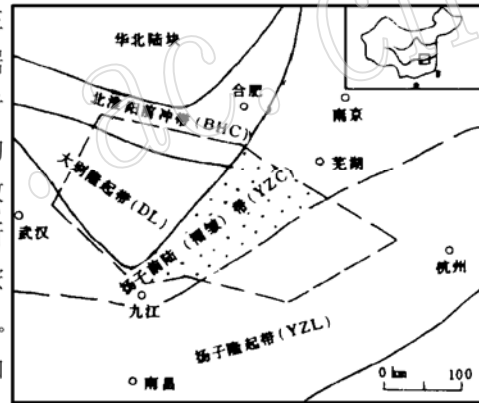 华北陆块
合肥
北淮阳前冲带(BHC)
南京
芜湖
大别隆起带(DL)
扬子前陆(褶皱)带(YZC)
武汉
杭州
九江
扬子隆起带(YZL)
南昌
0 km 100